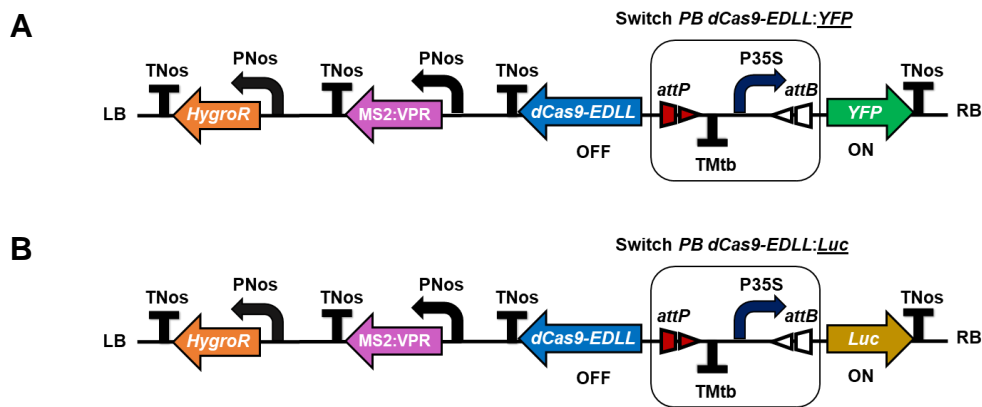 A
Switch PB dCas9-EDLL:YFP
TNos PNos TNos PNos TNos P35S TNos
attP attB
LB HygroR MS2:VPR dCas9-EDLL YFP RB
OFF TMtb ON
B
Switch PB dCas9-EDLL:Luc
TNos PNos TNos PNos TNos P35S TNos
attP attB
LB HygroR MS2:VPR dCas9-EDLL Luc RB
OFF TMtb ON